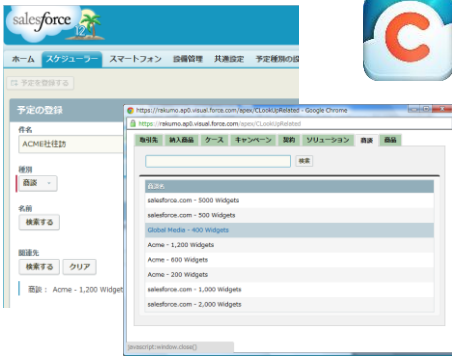 salesforce
12
C
ホーム スケジューラー スマートフォン 設備管理 共通設定 予定種別の設
予定を登録する
予定の登録
件名
ACME社往訪
種別
商談
名前
検索する
関連先
検索する クリア
商談 : Acme - 1,200 Widget
https://rekumo.ap0.visual.force.com/apex/CLookUpRelated - Google Chrome
https://rekumo.ap0.visual.force.com/apex/CLookUpRelated
取引先 納入商品 ケース キャンペーン 契約 ソリューション 商談 商品
検索
商談名
salesforce.com - 5000 Widgets
salesforce.com - 500 Widgets
Global Media - 400 Widgets
Acme - 1,200 Widgets
Acme - 600 Widgets
Acme - 200 Widgets
salesforce.com - 1,000 Widgets
salesforce.com - 2,000 Widgets
javascript:window.close()